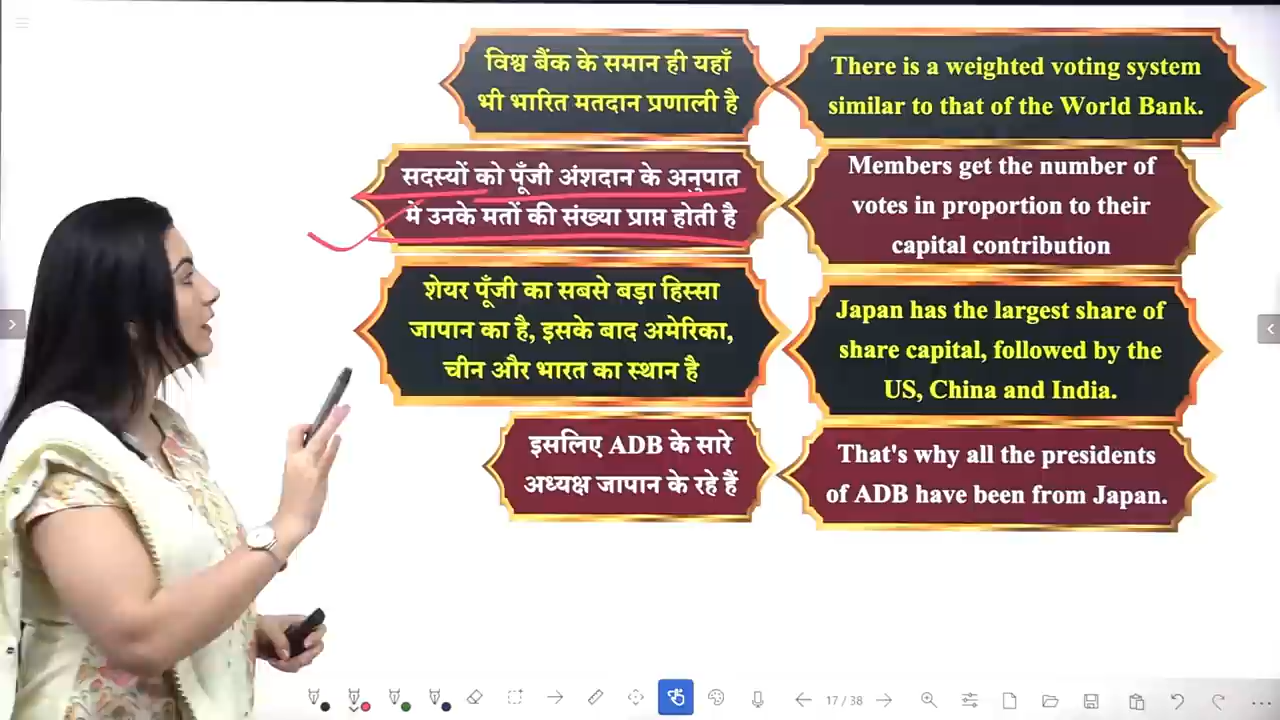 विश्व बैंक के समान ही यहाँ
भी भारित मतदान प्रणाली है
There is a weighted voting system
similar to that of the World Bank.
सदस्यों को पूँजी अंशदान के अनुपात
में उनके मतों की संख्या प्राप्त होती है
Members get the number of
votes in proportion to their
capital contribution
शेयर पूँजी का सबसे बड़ा हिस्सा
जापान का है, इसके बाद अमेरिका,
चीन और भारत का स्थान है
Japan has the largest share of
share capital, followed by the
US, China and India.
इसलिए ADB के सारे
अध्यक्ष जापान के रहे हैं
That's why all the presidents
of ADB have been from Japan.
17 / 38